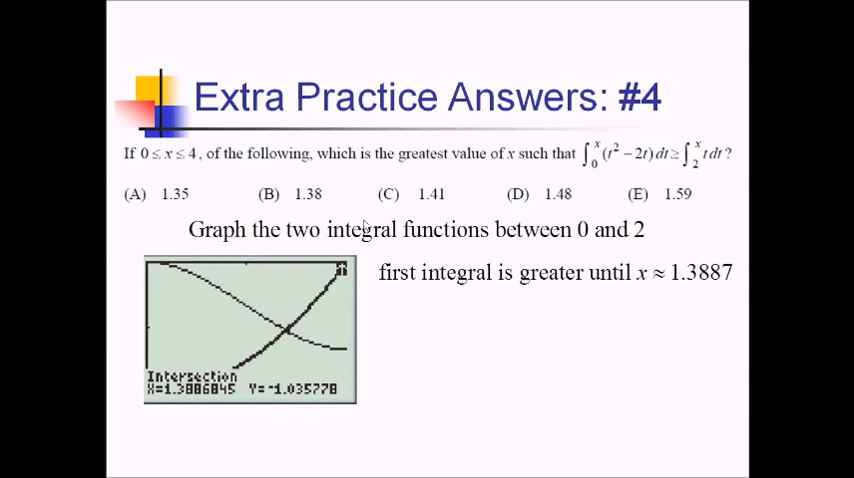 Extra Practice Answers: #4
If 0 ≤ x ≤ 4, of the following, which is the greatest value of x such that ∫₀ˣ (t² − 2t) dt ≥ ∫₂ˣ t dt?
(A) 1.35 (B) 1.38 (C) 1.41 (D) 1.48 (E) 1.59
Graph the two integral functions between 0 and 2
first integral is greater until x ≈ 1.3887
Intersection
X=1.3886845 Y=-1.035778